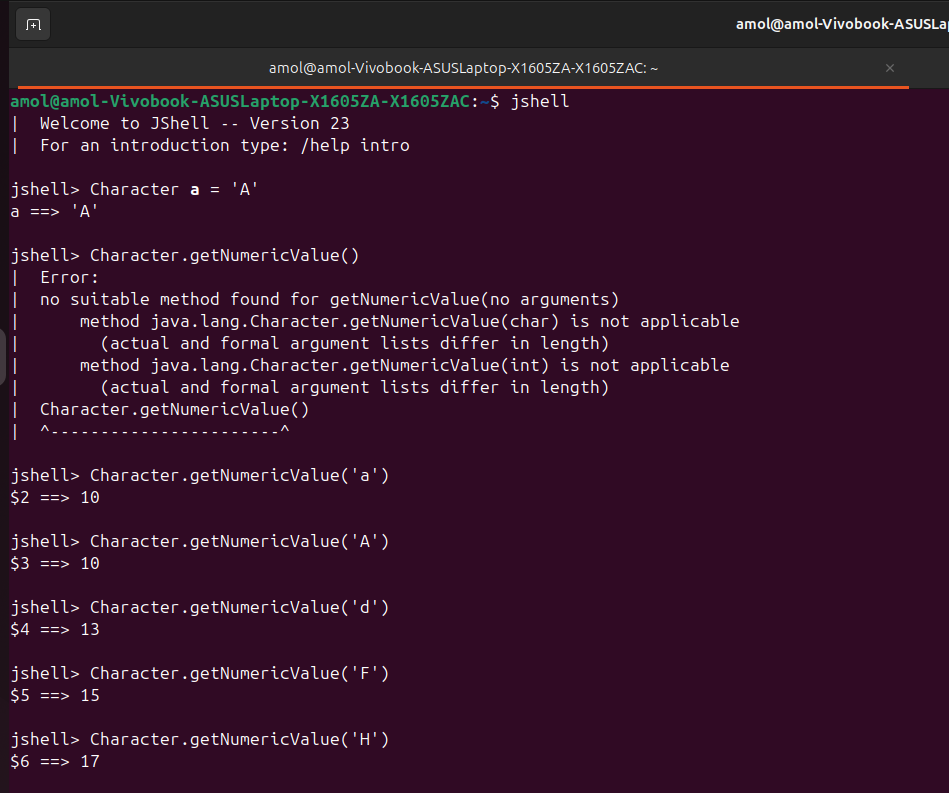 amol@amol-Vivobook-ASUSLa
amol@amol-Vivobook-ASUSLaptop-X1605ZA-X1605ZAC: ~
amol@amol-Vivobook-ASUSLaptop-X1605ZA-X1605ZAC:~$ jshell
|  Welcome to JShell -- Version 23
|  For an introduction type: /help intro
jshell> Character a = 'A'
a ==> 'A'
jshell> Character.getNumericValue()
|  Error:
|  no suitable method found for getNumericValue(no arguments)
|      method java.lang.Character.getNumericValue(char) is not applicable
|        (actual and formal argument lists differ in length)
|      method java.lang.Character.getNumericValue(int) is not applicable
|        (actual and formal argument lists differ in length)
|  Character.getNumericValue()
|  ^-----------------------^
jshell> Character.getNumericValue('a')
$2 ==> 10
jshell> Character.getNumericValue('A')
$3 ==> 10
jshell> Character.getNumericValue('d')
$4 ==> 13
jshell> Character.getNumericValue('F')
$5 ==> 15
jshell> Character.getNumericValue('H')
$6 ==> 17